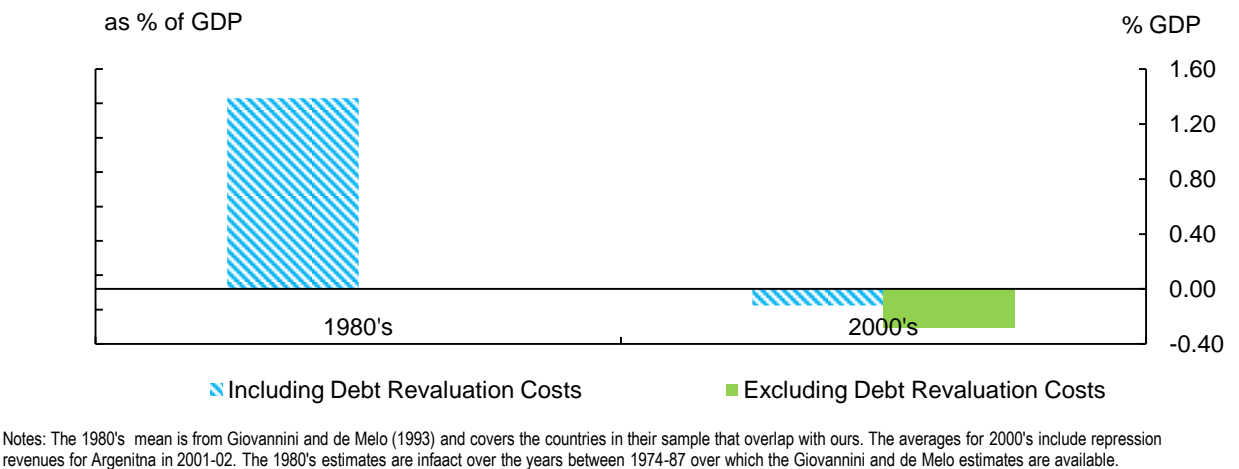 as % of GDP
% GDP
1.60
1.20
0.80
0.40
0.00
-0.40
1980's
2000's
Including Debt Revaluation Costs
Excluding Debt Revaluation Costs
Notes: The 1980's mean is from Giovannini and de Melo (1993) and covers the countries in their sample that overlap with ours. The averages for 2000's include repression
revenues for Argenitna in 2001-02. The 1980's estimates are infaact over the years between 1974-87 over which the Giovannini and de Melo estimates are available.